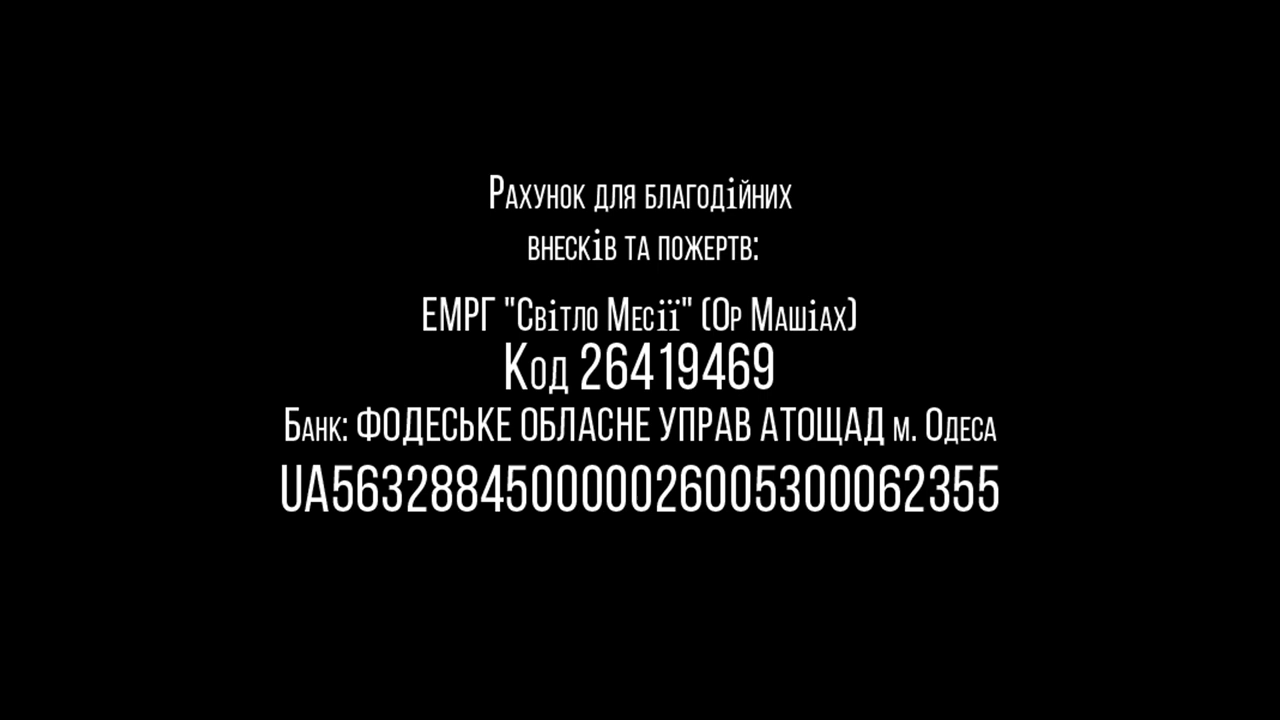 Рахунок для благодійних
внесків та пожертв:
ЕМРГ "Світло Месії" (Ор Машіах)
Код 26419469
Банк: ФОДЕСЬКЕ ОБЛАСНЕ УПРАВ АТОЩАД м. Одеса
UA563288450000026005300062355